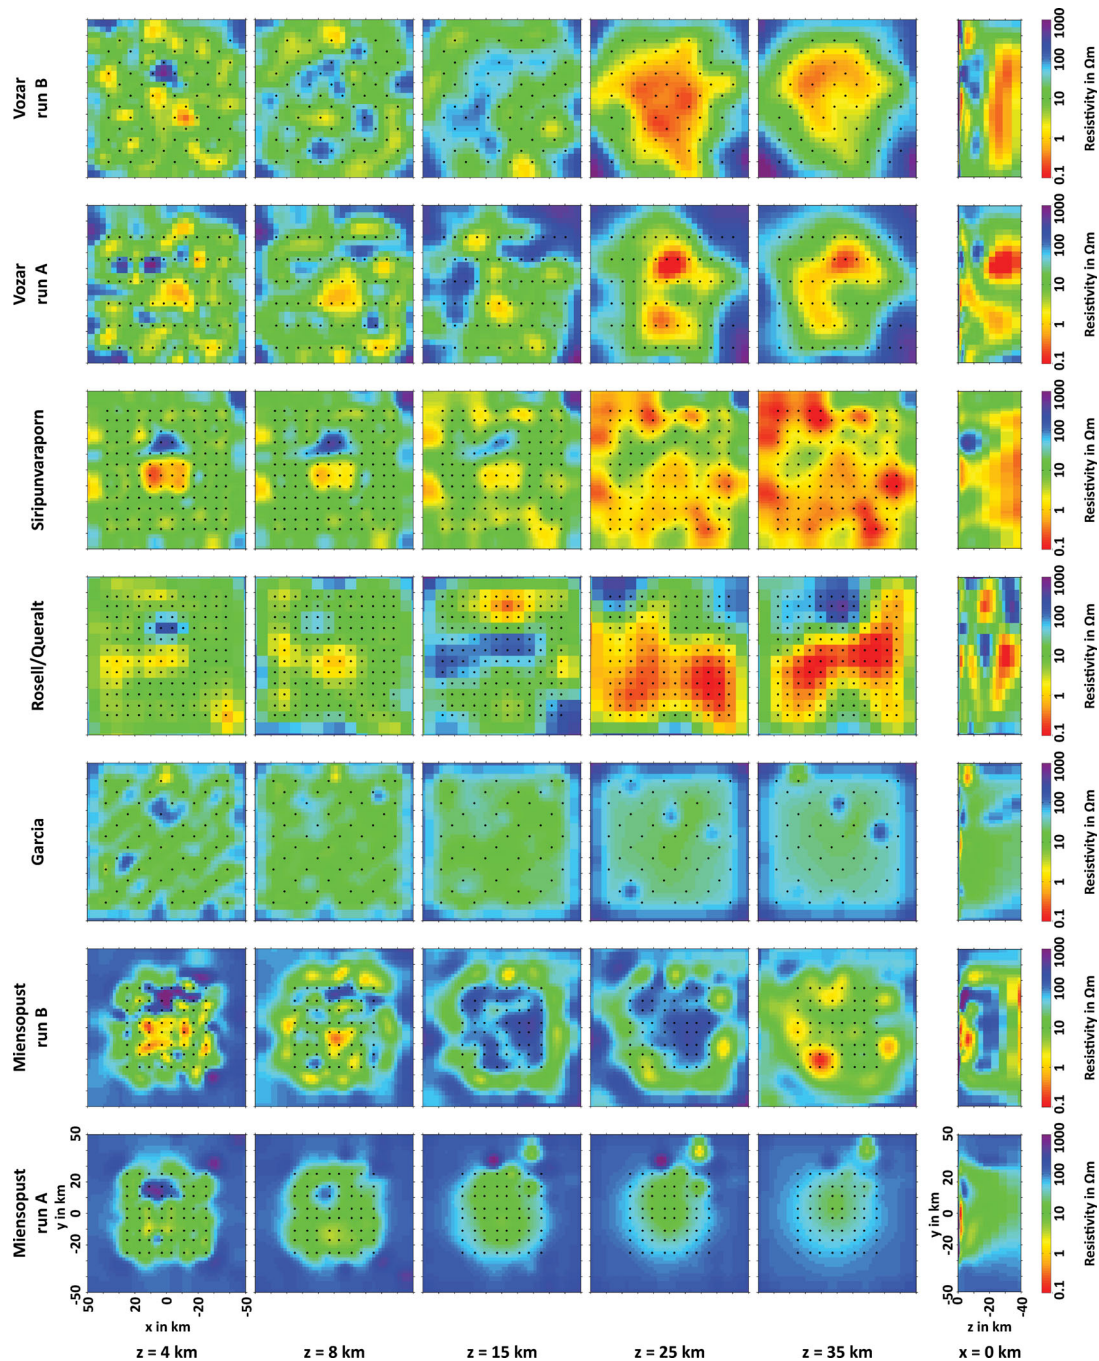 Vozar
run B
0.1 1 10 100 1000
Resistivity in Ωm
Vozar
run A
0.1 1 10 100 1000
Resistivity in Ωm
Siripunvaraporn
0.1 1 10 100 1000
Resistivity in Ωm
Rosell/Queralt
0.1 1 10 100 1000
Resistivity in Ωm
Garcia
0.1 1 10 100 1000
Resistivity in Ωm
Miensopust
run B
0.1 1 10 100 1000
Resistivity in Ωm
Miensopust
run A
y in km
-50 -20 0 20 50
50 20 0 -20 -50
x in km
y in km
-50 -20 0 20 50
0 -20 -40
z in km
0.1 1 10 100 1000
Resistivity in Ωm
z = 4 km
z = 8 km
z = 15 km
z = 25 km
z = 35 km
x = 0 km